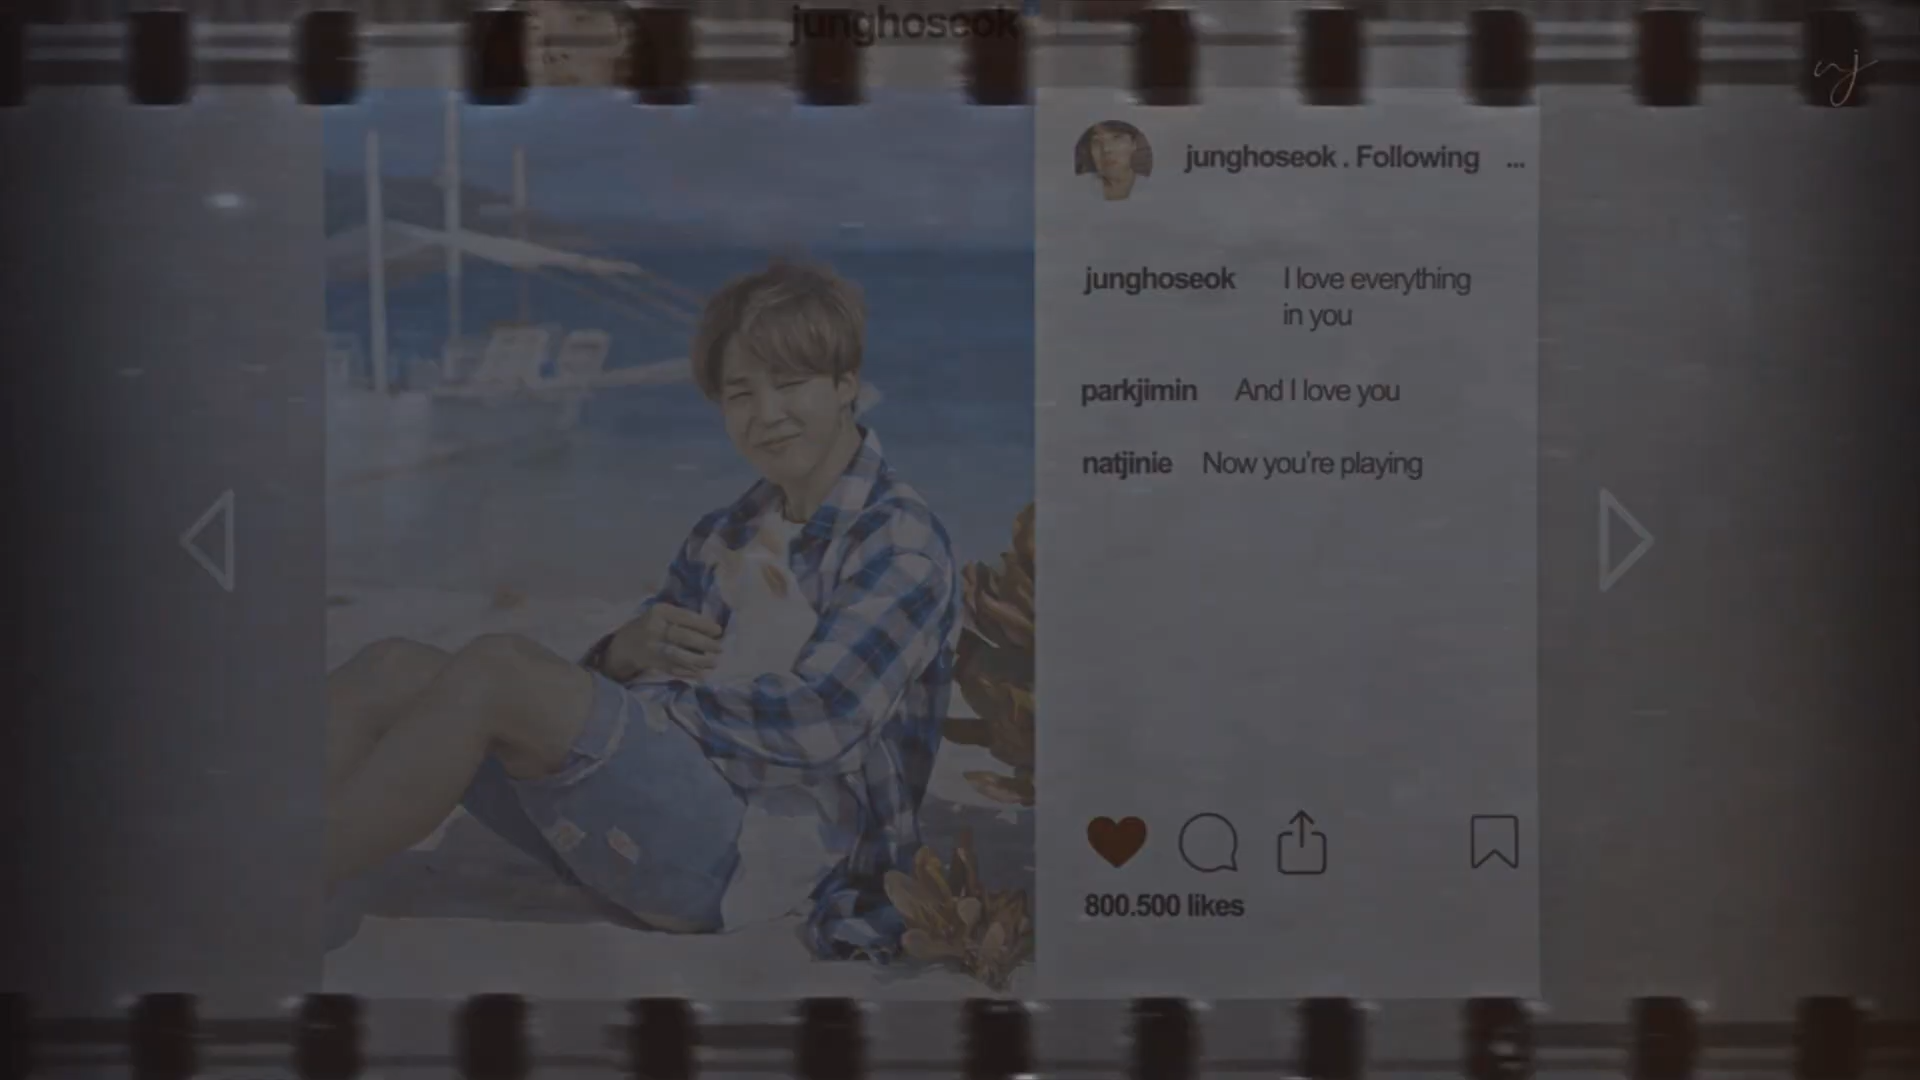 junghoseok
junghoseok . Following ...
junghoseok I love everything
in you
parkjimin And I love you
natjinie Now you're playing
800.500 likes
nj